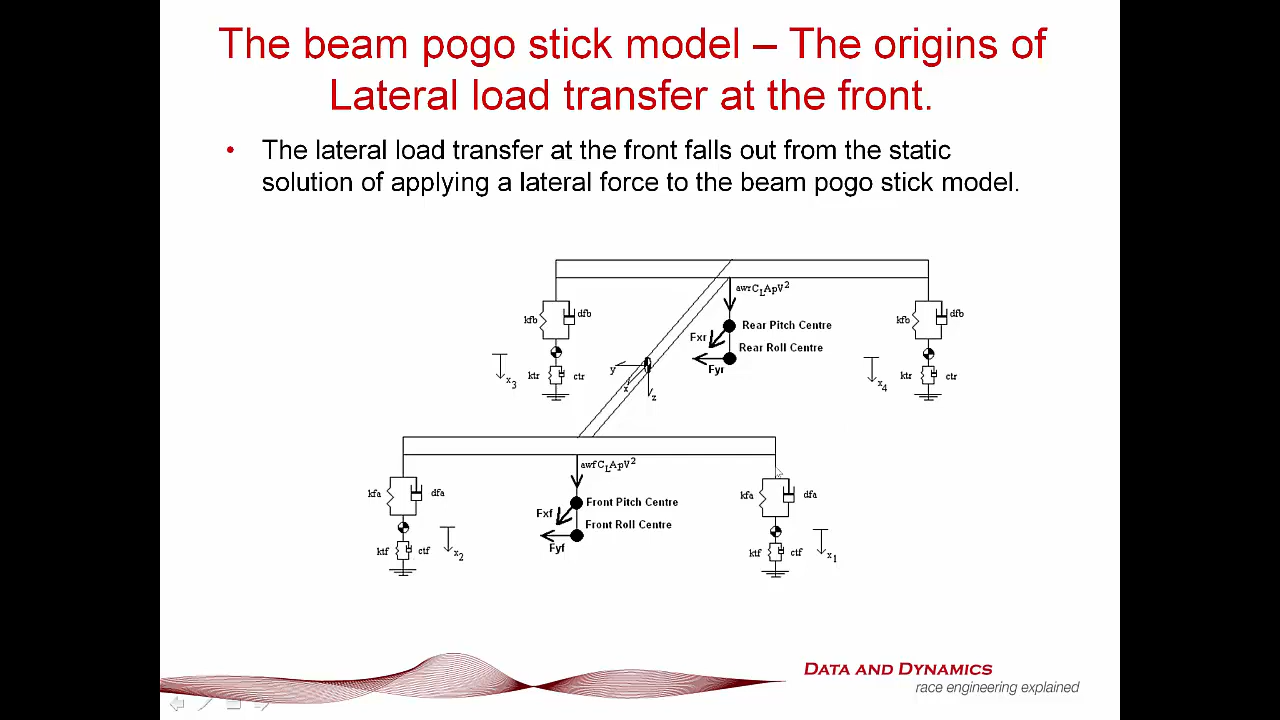 The beam pogo stick model – The origins of
Lateral load transfer at the front.
• The lateral load transfer at the front falls out from the static
solution of applying a lateral force to the beam pogo stick model.
awrCLApV²
kfb
dfb
Rear Pitch Centre
kfb
dfb
Fxr
Rear Roll Centre
Fyr
y
x
z
ktr
ctr
x3
x4
ktr
ctr
awfCLApV²
kfa
dfa
Front Pitch Centre
kfa
dfa
Fxf
Front Roll Centre
Fyf
ktf
ctf
x2
ktf
ctf
x1
DATA AND DYNAMICS
race engineering explained